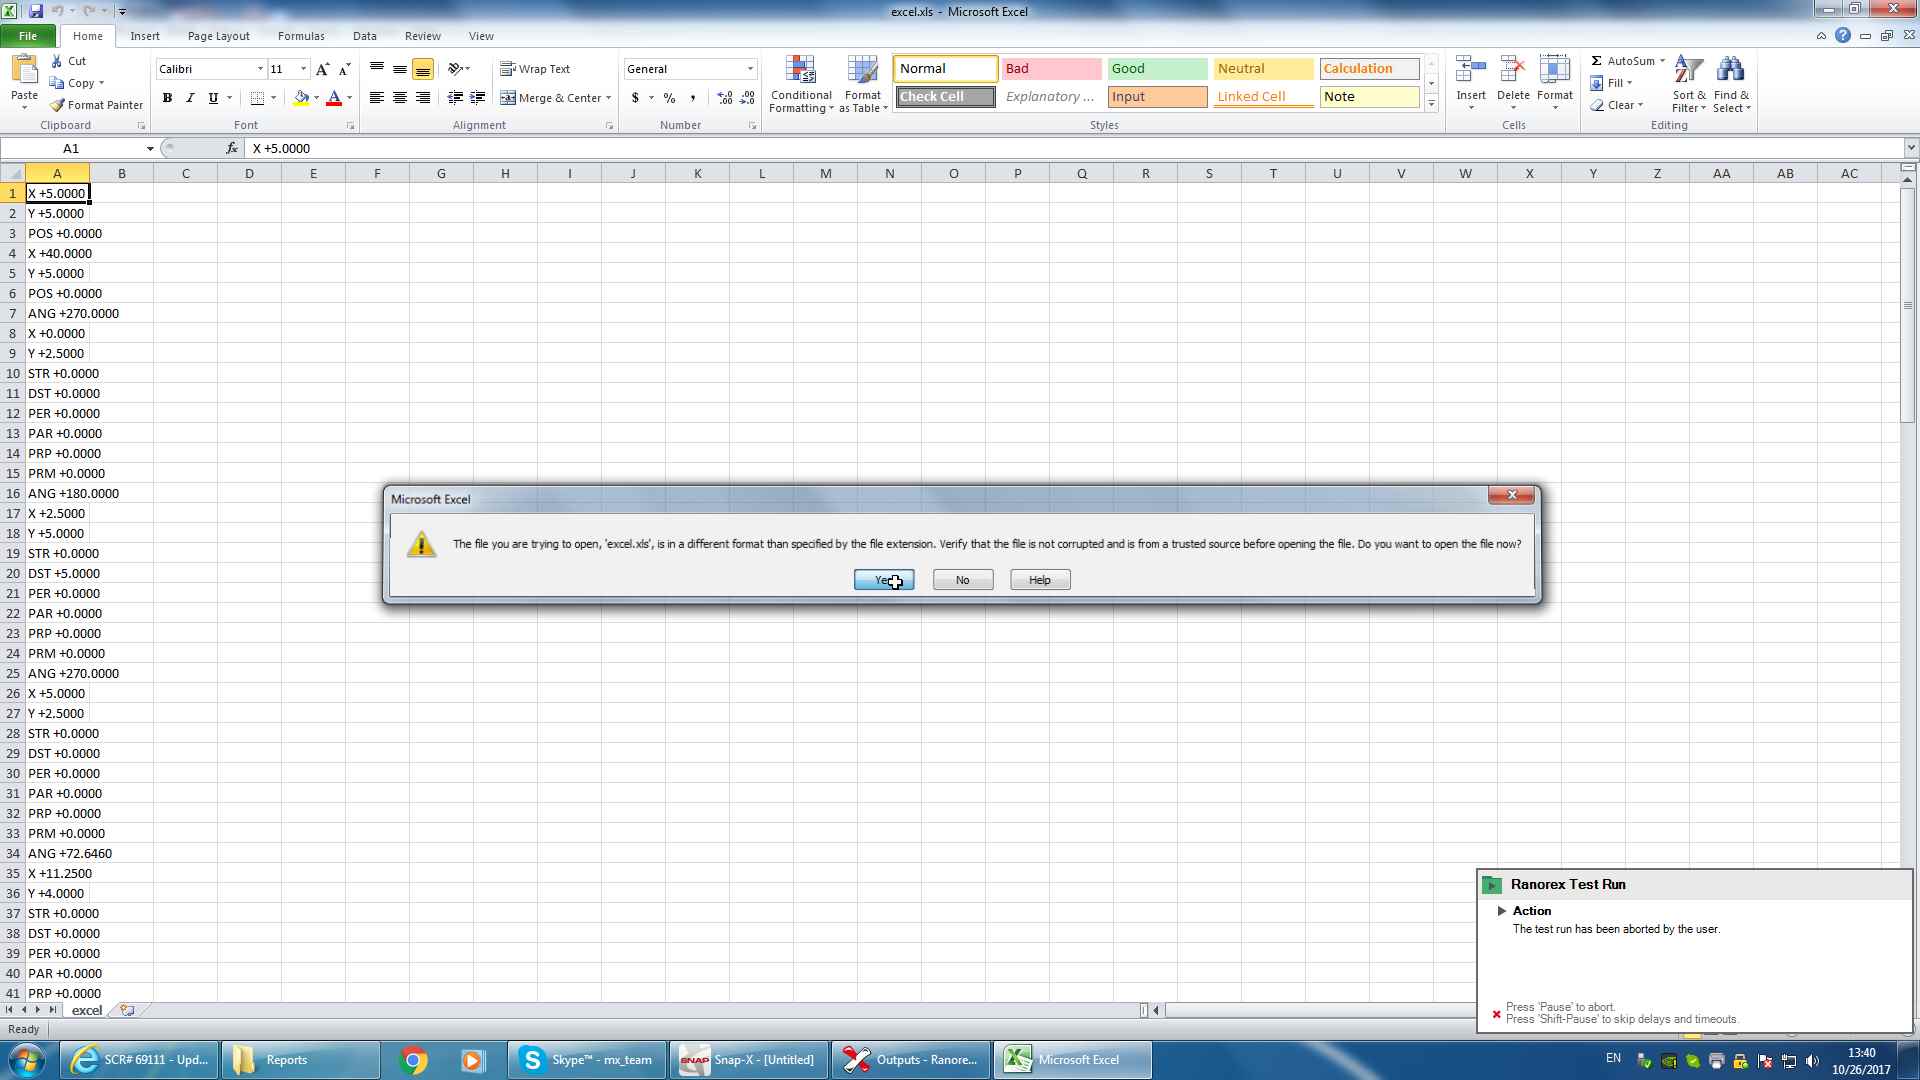 excel.xls - Microsoft Excel
File Home Insert Page Layout Formulas Data Review View
Paste
Cut
Copy
Format Painter
Clipboard
Calibri 11
B I U
Font
Wrap Text
Merge & Center
Alignment
General
$ % ,
Number
Conditional Formatting
Format as Table
Normal Bad Good Neutral Calculation
Check Cell Explanatory ... Input Linked Cell Note
Styles
Insert Delete Format
Cells
Σ AutoSum
Fill
Clear
Sort & Filter
Find & Select
Editing
A1 fx X +5.0000
A B C D E F G H I J K L M N O P Q R S T U V W X Y Z AA AB AC
1 X +5.0000
2 Y +5.0000
3 POS +0.0000
4 X +40.0000
5 Y +5.0000
6 POS +0.0000
7 ANG +270.0000
8 X +0.0000
9 Y +2.5000
10 STR +0.0000
11 DST +0.0000
12 PER +0.0000
13 PAR +0.0000
14 PRP +0.0000
15 PRM +0.0000
16 ANG +180.0000
17 X +2.5000
18 Y +5.0000
19 STR +0.0000
20 DST +5.0000
21 PER +0.0000
22 PAR +0.0000
23 PRP +0.0000
24 PRM +0.0000
25 ANG +270.0000
26 X +5.0000
27 Y +2.5000
28 STR +0.0000
29 DST +0.0000
30 PER +0.0000
31 PAR +0.0000
32 PRP +0.0000
33 PRM +0.0000
34 ANG +72.6460
35 X +11.2500
36 Y +4.0000
37 STR +0.0000
38 DST +0.0000
39 PER +0.0000
40 PAR +0.0000
41 PRP +0.0000
Microsoft Excel
The file you are trying to open, 'excel.xls', is in a different format than specified by the file extension. Verify that the file is not corrupted and is from a trusted source before opening the file. Do you want to open the file now?
Yes No Help
Ranorex Test Run
Action
The test run has been aborted by the user.
Press 'Pause' to abort.
Press 'Shift-Pause' to skip delays and timeouts.
excel
Ready
SCR# 69111 - Upd...
Reports
Skype™ - mx_team
SNAP
Snap-X - [Untitled]
Outputs - Ranore...
Microsoft Excel
EN
13:40
10/26/2017